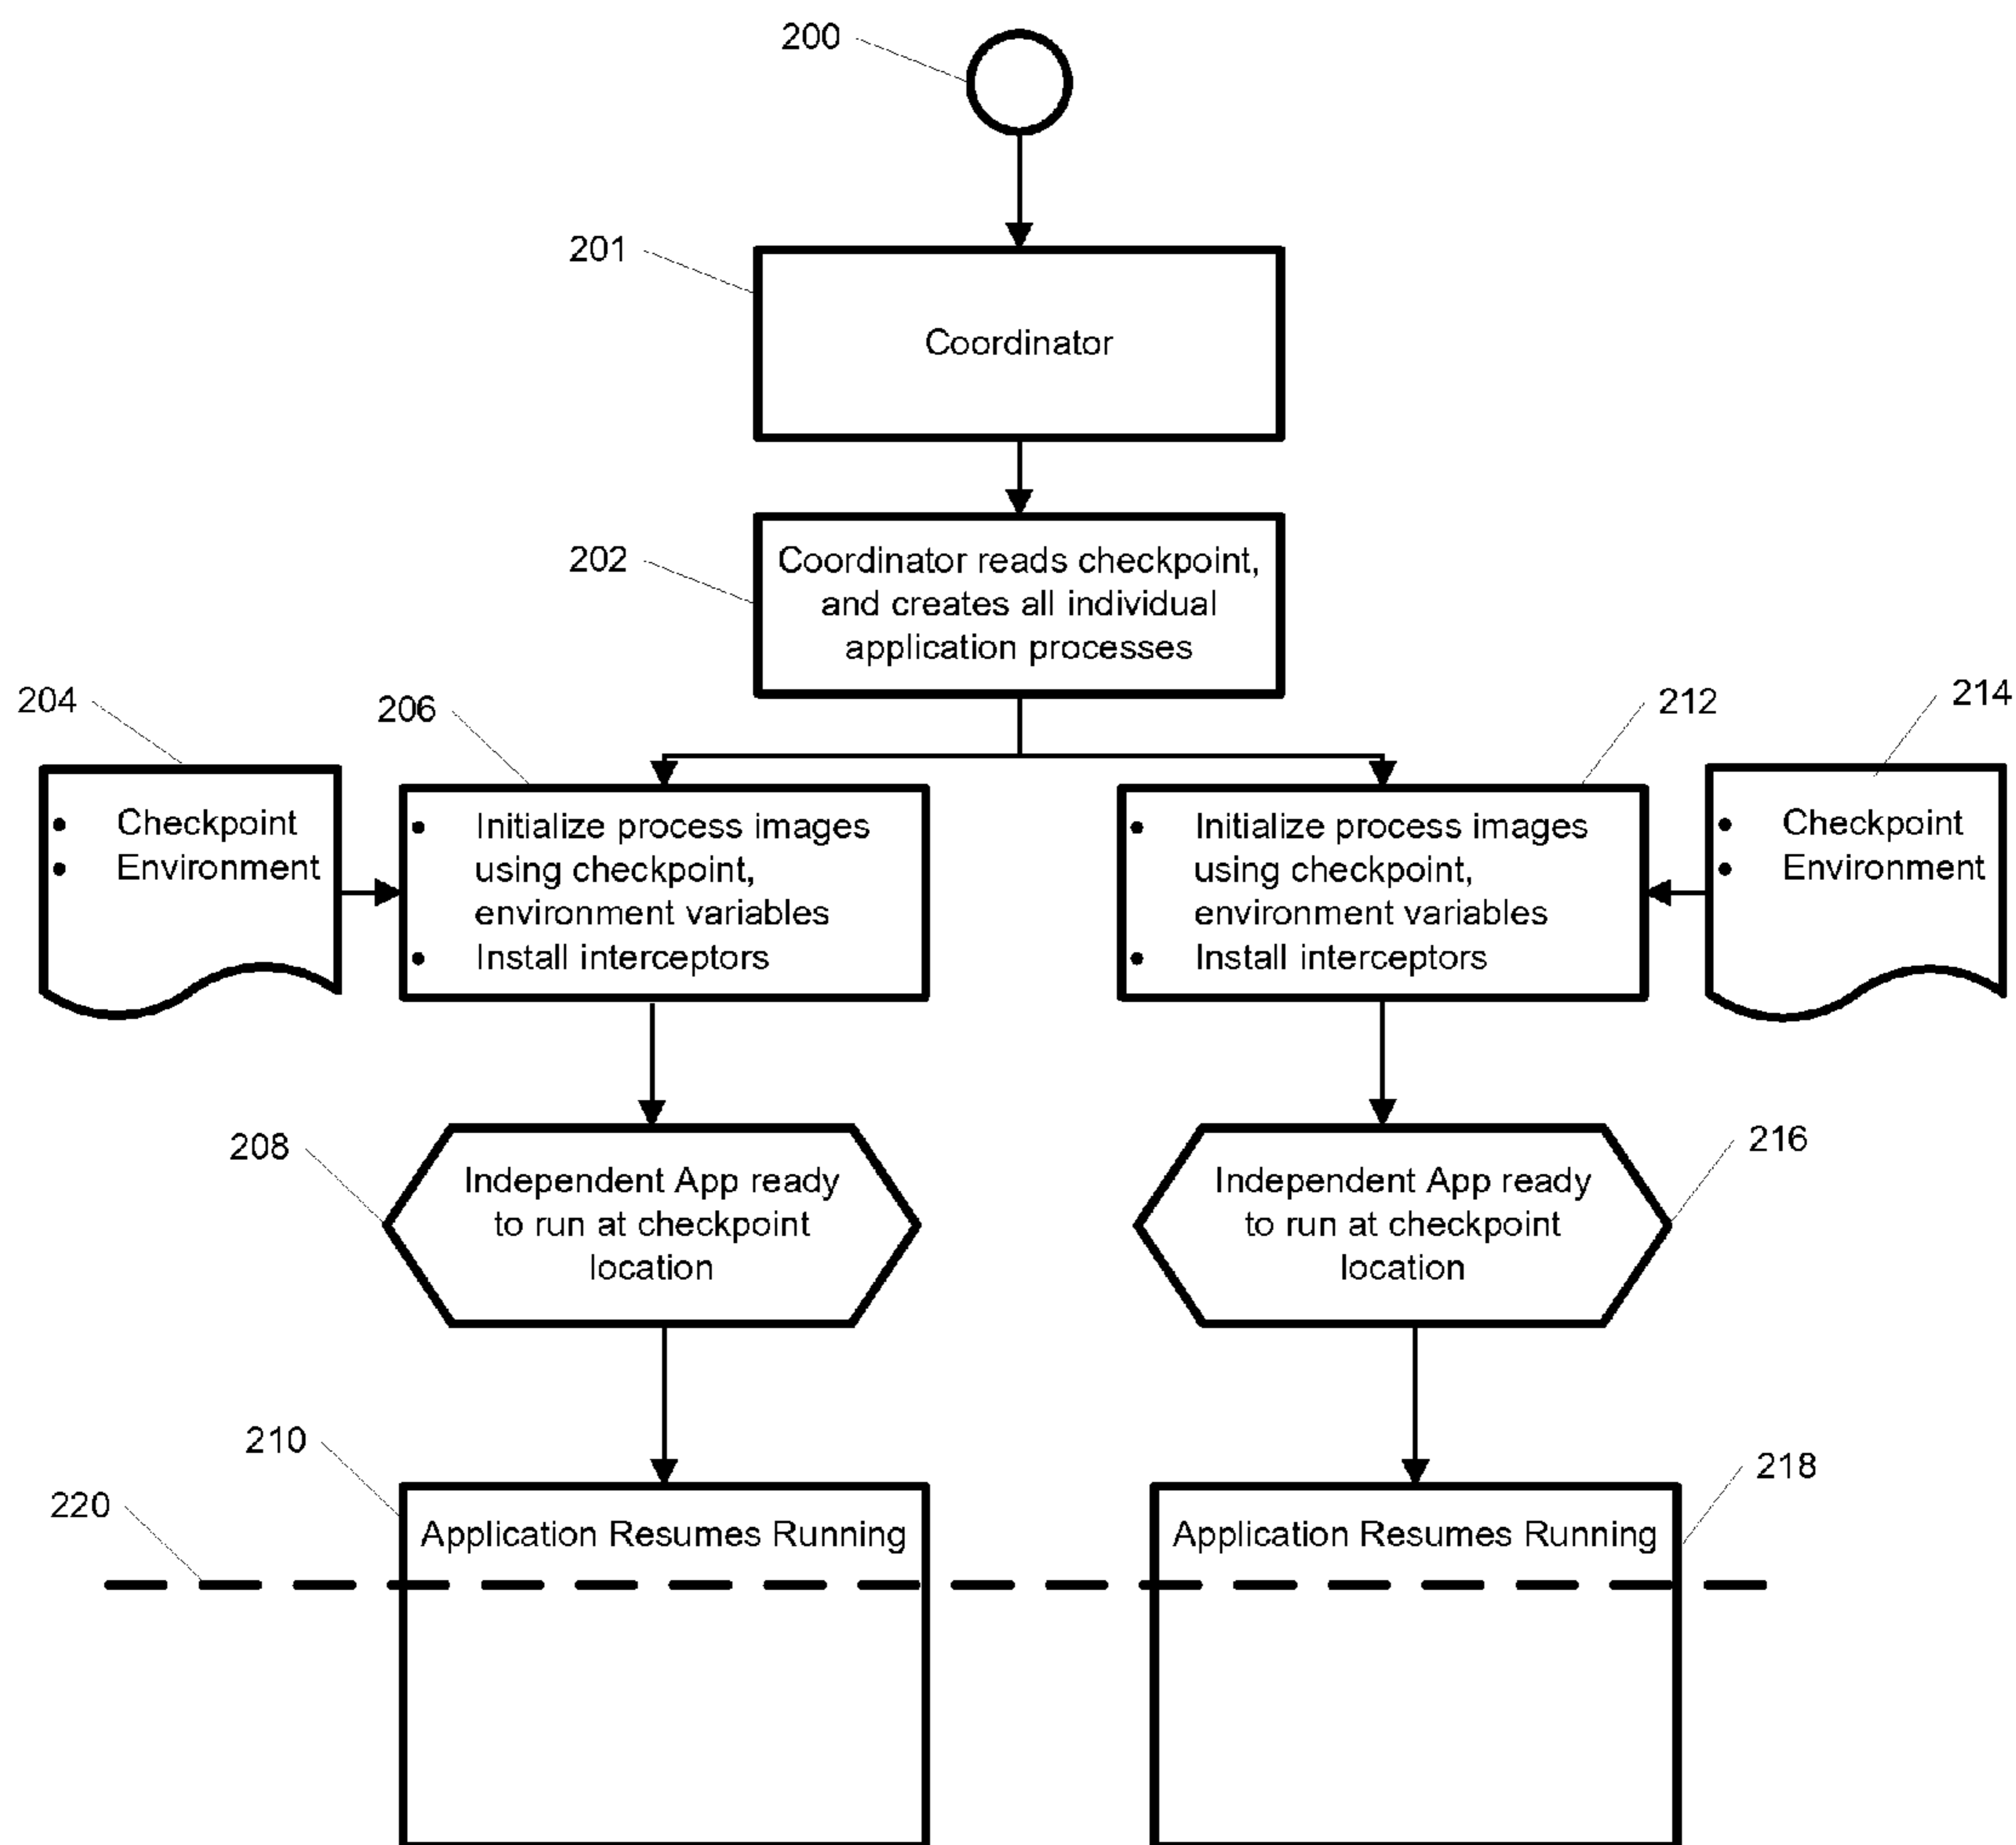 200
201
Coordinator
202
Coordinator reads checkpoint,
and creates all individual
application processes
204
206
212
214
• Checkpoint
• Environment
• Initialize process images
using checkpoint,
environment variables
• Install interceptors
• Initialize process images
using checkpoint,
environment variables
• Install interceptors
• Checkpoint
• Environment
208
Independent App ready
to run at checkpoint
location
Independent App ready
to run at checkpoint
location
216
210
Application Resumes Running
Application Resumes Running
218
220